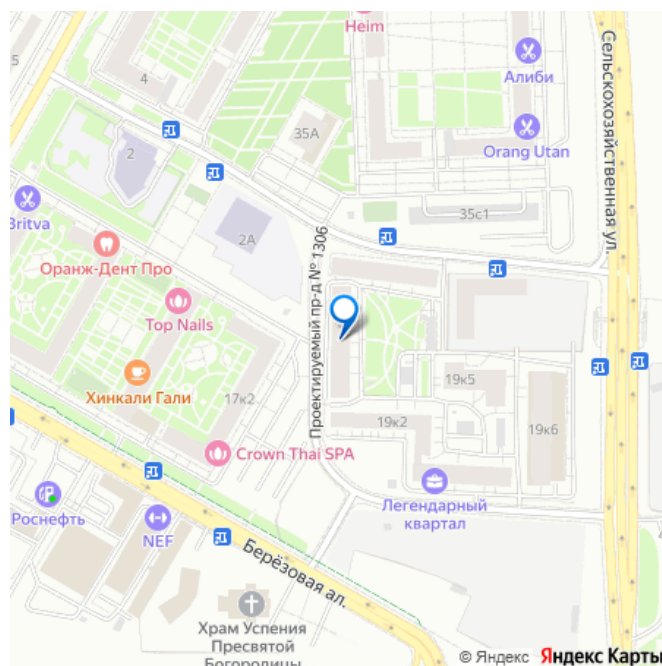 Heim
Алиби
Сельскохозяйственная ул.
5
4
35А
2
Orang Utan
Britva
2А
35с1
Оранж-Дент Про
Проектируемый пр-д № 1306
Top Nails
Хинкали Гали
17к2
19к5
19к2
19к6
Crown Thai SPA
Легендарный
квартал
Роснефть
NEF
Берёзовая ал.
Храм Успения
Пресвятой
Богородицы
© Яндекс Яндекс Карты